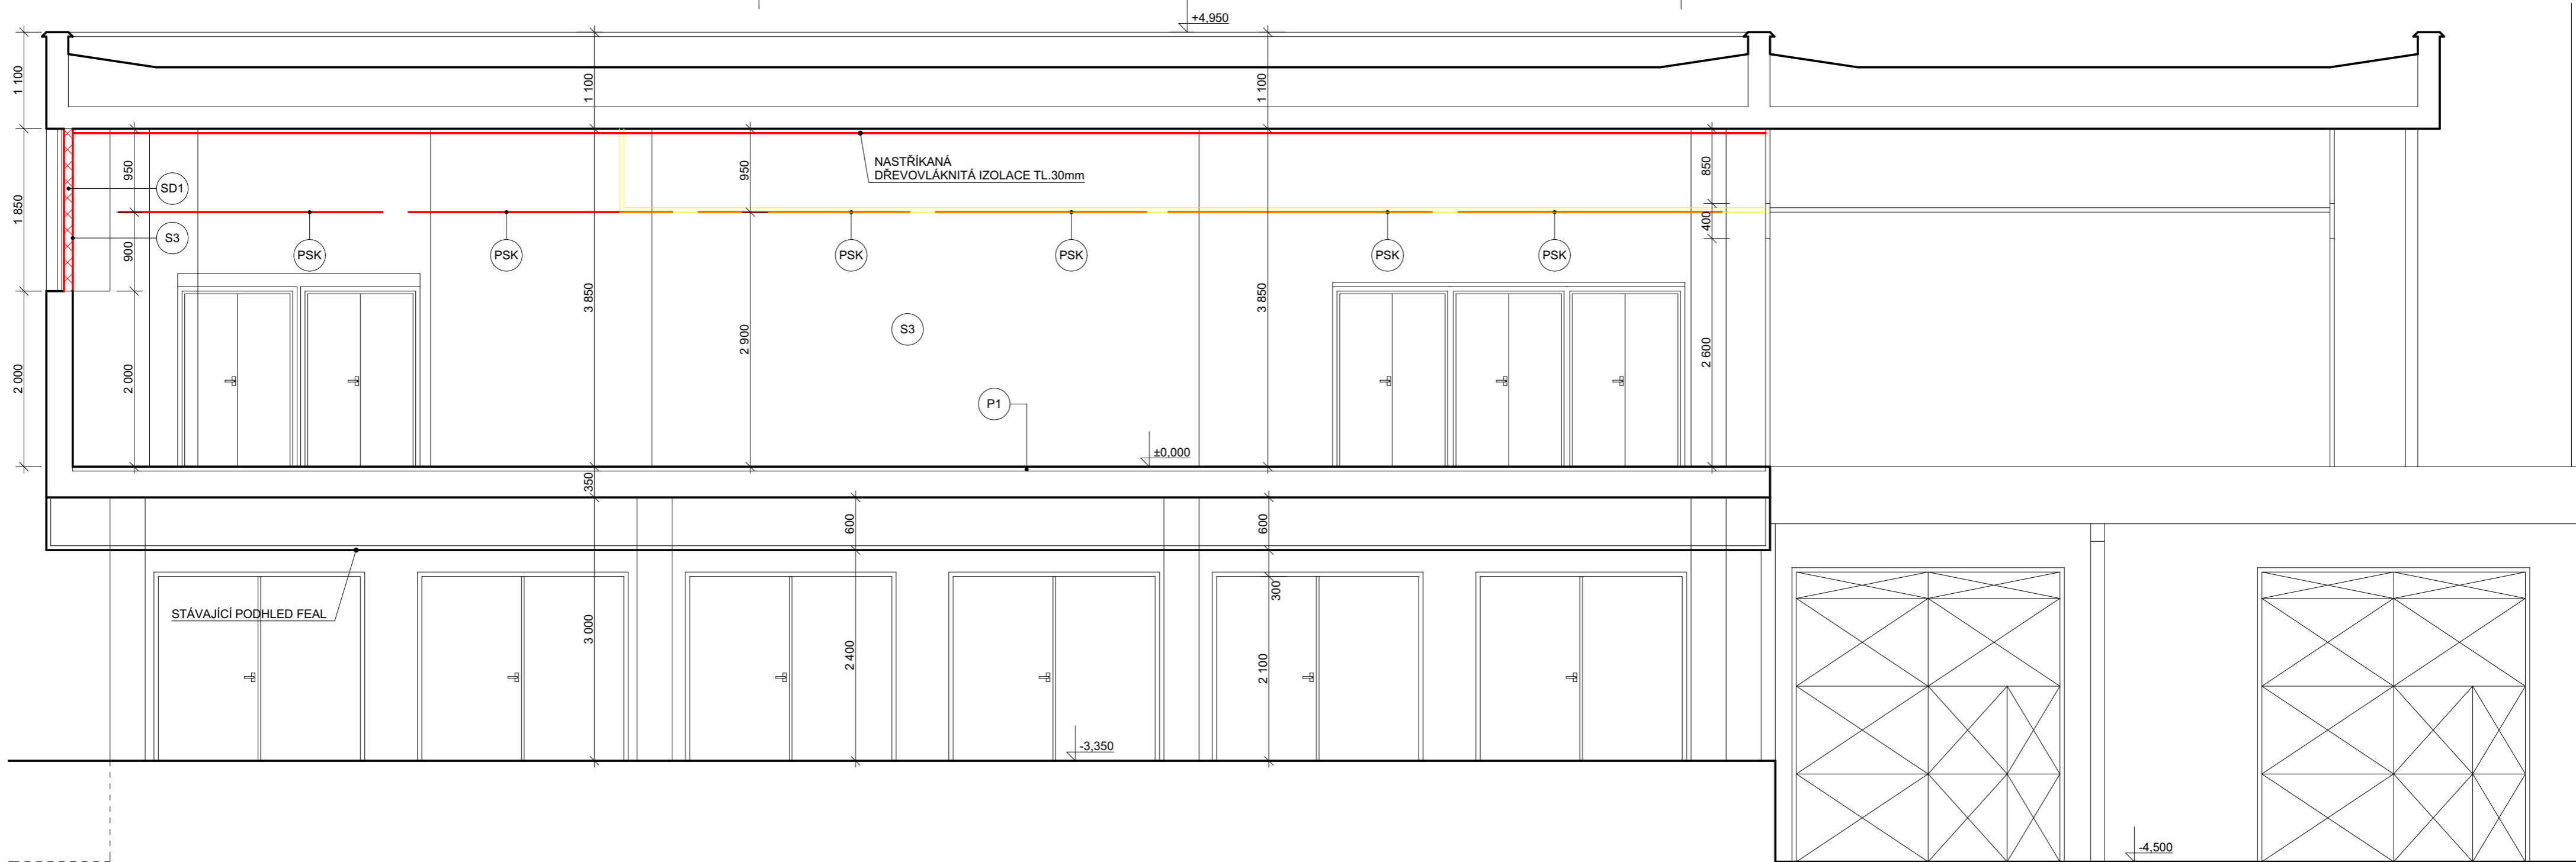 +4,950
1 100
1 100
1 100
NASTŘÍKANÁ
DŘEVOVLÁKNITÁ IZOLACE TL.30mm
950
950
850
SD1
1 850
400
S3
900
PSK
PSK
PSK
PSK
PSK
PSK
3 850
3 850
S3
2 900
2 600
2 000
2 000
P1
±0,000
350
600
600
300
STÁVAJÍCÍ PODHLED FEAL
3 000
2 400
2 100
-3,350
-4,500